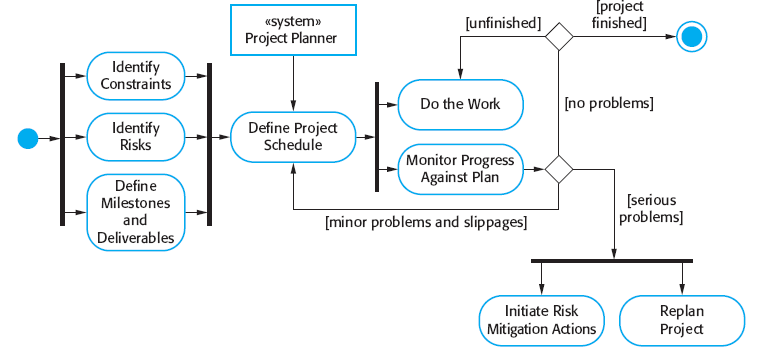 [project
finished]
[unfinished]
«system»
Project Planner
Identify
Constraints
Do the Work
[no problems]
Identify
Risks
Define Project
Schedule
Monitor Progress
Against Plan
Define
Milestones
and
Deliverables
[minor problems and slippages]
[serious
problems]
Initiate Risk
Mitigation Actions
Replan
Project